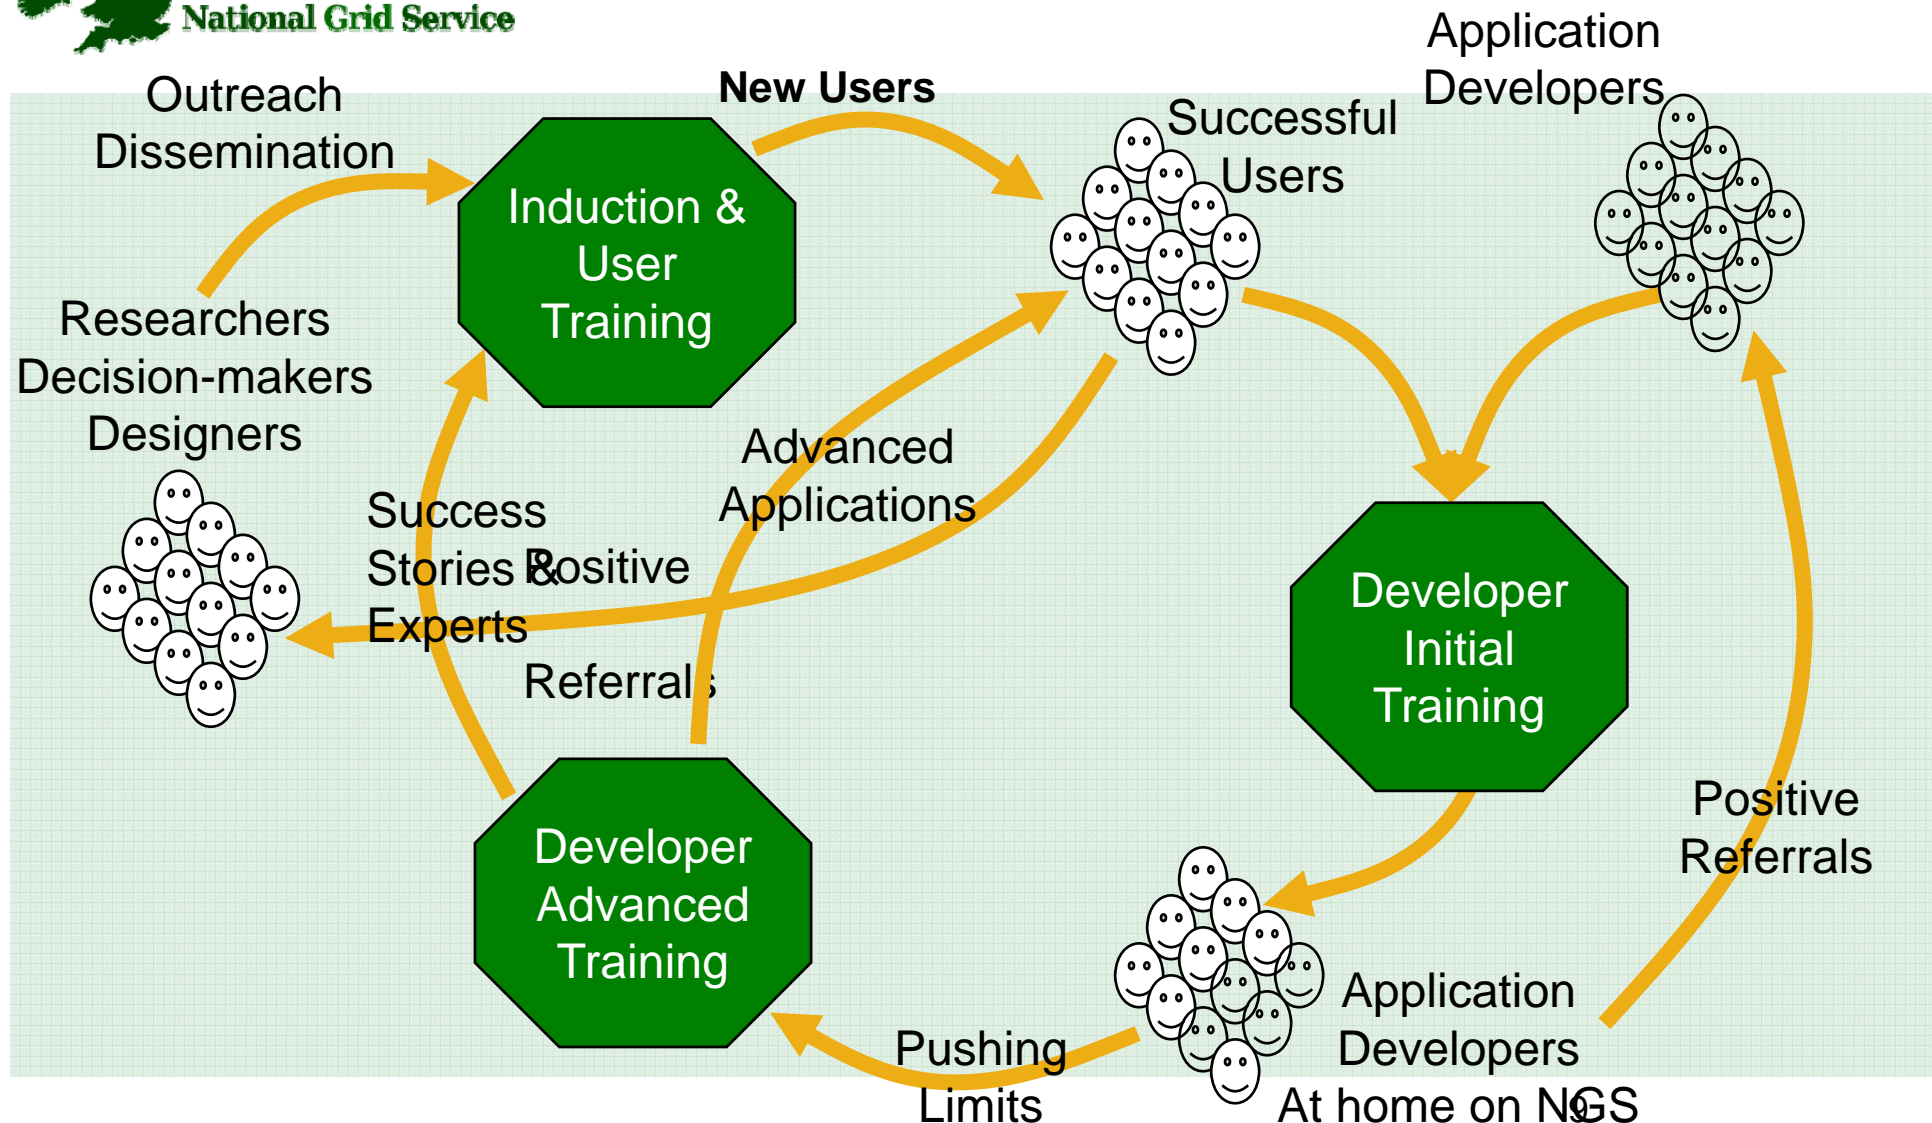 National Grid Service
Application
Developers
Outreach
Dissemination
New Users
Successful
Users
Induction &
User
Training
Researchers
Decision-makers
Designers
Advanced
Applications
Success
Stories &
Experts
Positive
Referrals
Developer
Initial
Training
Developer
Advanced
Training
Positive
Referrals
Pushing
Limits
Application
Developers
At home on NGS
9